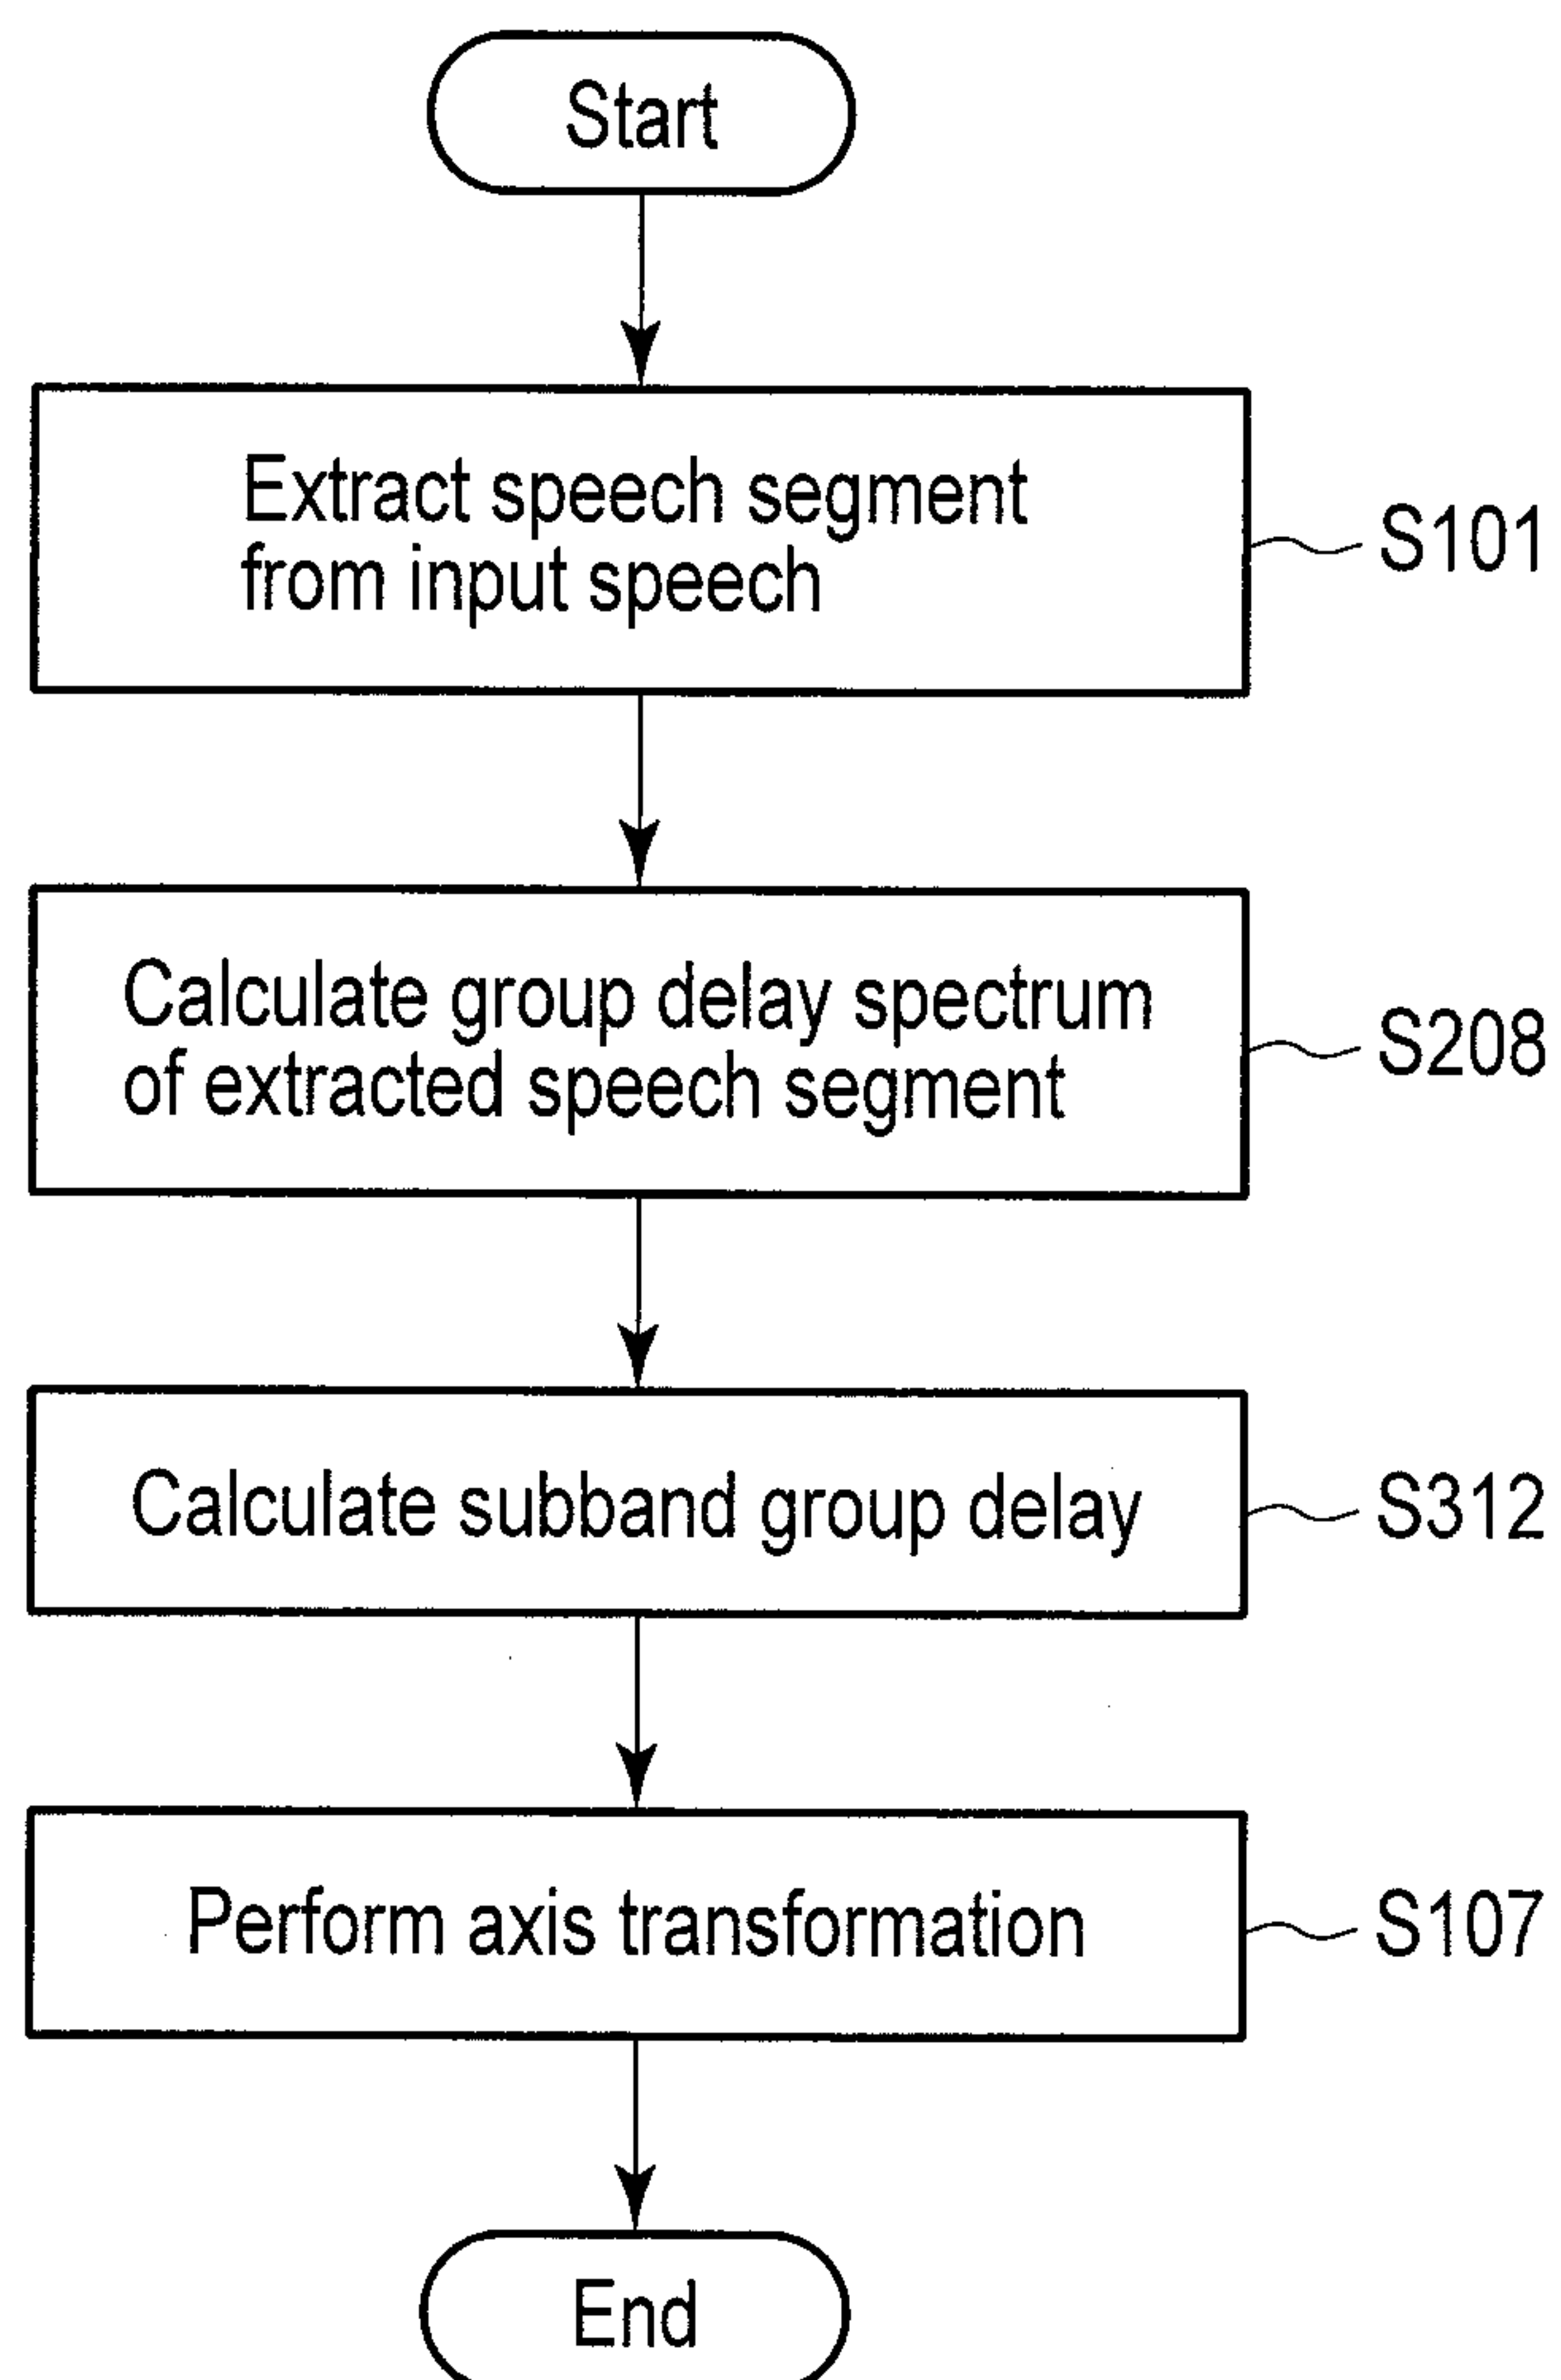 Start
Extract speech segment
from input speech
S101
Calculate group delay spectrum
of extracted speech segment
S208
Calculate subband group delay
S312
Perform axis transformation
S107
End